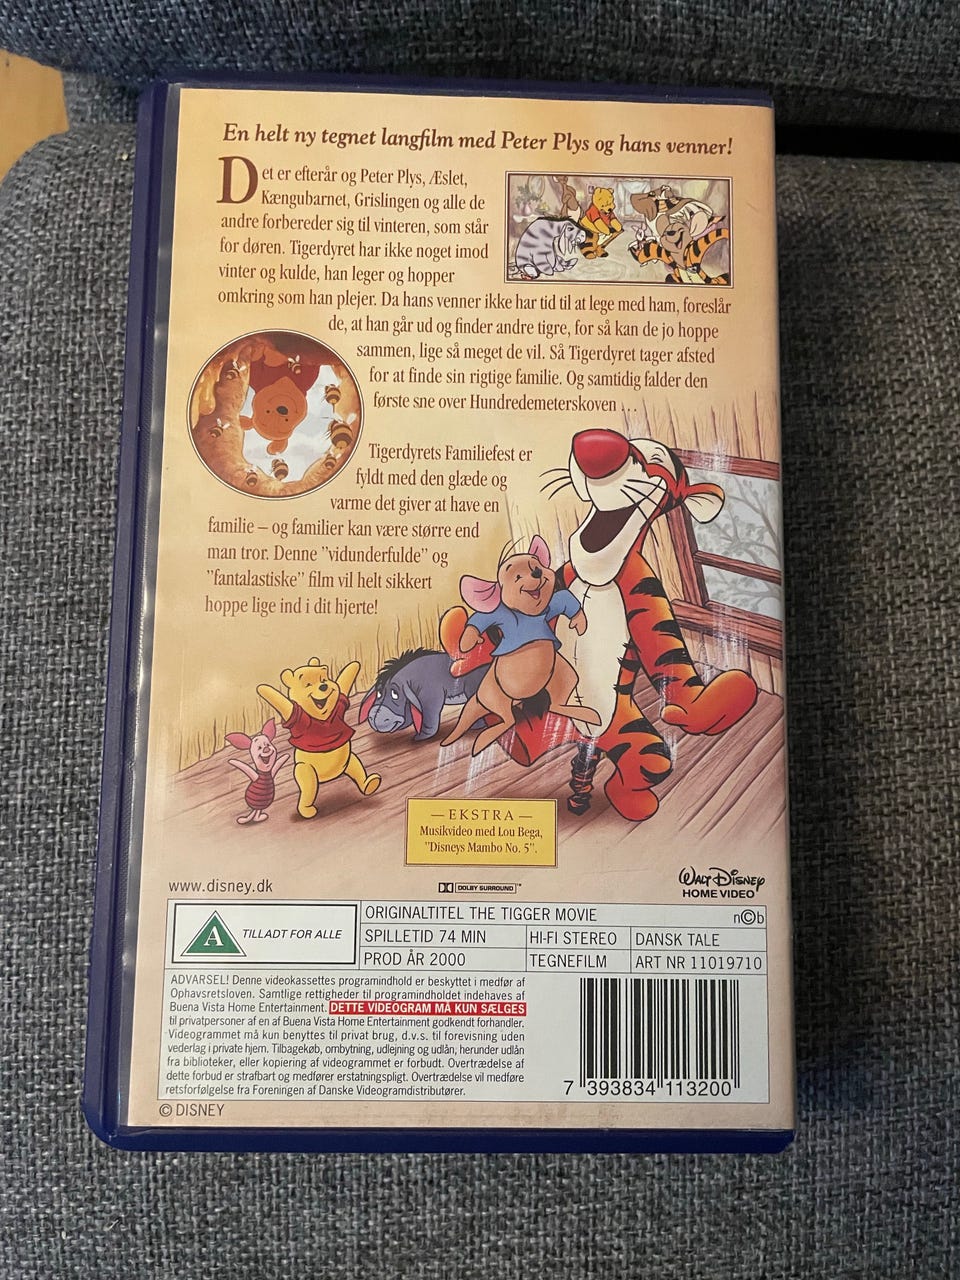 En helt ny tegnet langfilm med Peter Plys og hans venner!
Det er efterår og Peter Plys, Æslet,
Kængubarnet, Grislingen og alle de
andre forbereder sig til vinteren, som står
for døren. Tigerdyret har ikke noget imod
vinter og kulde, han leger og hopper
omkring som han plejer. Da hans venner ikke har tid til at lege med ham, foreslår
de, at han går ud og finder andre tigre, for så kan de jo hoppe
sammen, lige så meget de vil. Så Tigerdyret tager afsted
for at finde sin rigtige familie. Og samtidig falder den
første sne over Hundredemeterskoven ...
Tigerdyrets Familiefest er
fyldt med den glæde og
varme det giver at have en
familie – og familier kan være større end
man tror. Denne "vidunderfulde" og
"fantalastiske" film vil helt sikkert
hoppe lige ind i dit hjerte!
— EKSTRA —
Musikvideo med Lou Bega,
"Disneys Mambo No. 5".
www.disney.dk
DOLBY SURROUND™
Walt Disney
HOME VIDEO
A TILLADT FOR ALLE
ORIGINALTITEL THE TIGGER MOVIE n©b
SPILLETID 74 MIN HI-FI STEREO DANSK TALE
PROD ÅR 2000 TEGNEFILM ART NR 11019710
ADVARSEL! Denne videokassettes programindhold er beskyttet i medfør af
Ophavsretsloven. Samtlige rettigheder til programindholdet indehaves af
Buena Vista Home Entertainment. DETTE VIDEOGRAM MÅ KUN SÆLGES
til privatpersoner af en af Buena Vista Home Entertainment godkendt forhandler.
Videogrammet må kun benyttes til privat brug, d.v.s. til forevisning uden
vederlag i private hjem. Tilbagekøb, ombytning, udlejning og udlån, herunder udlån
fra biblioteker, eller kopiering af videogrammet er forbudt. Overtrædelse af
dette forbud er strafbart og medfører erstatningspligt. Overtrædelse vil medføre
retsforfølgelse fra Foreningen af Danske Videogramdistributører.
7 393834 113200
© DISNEY